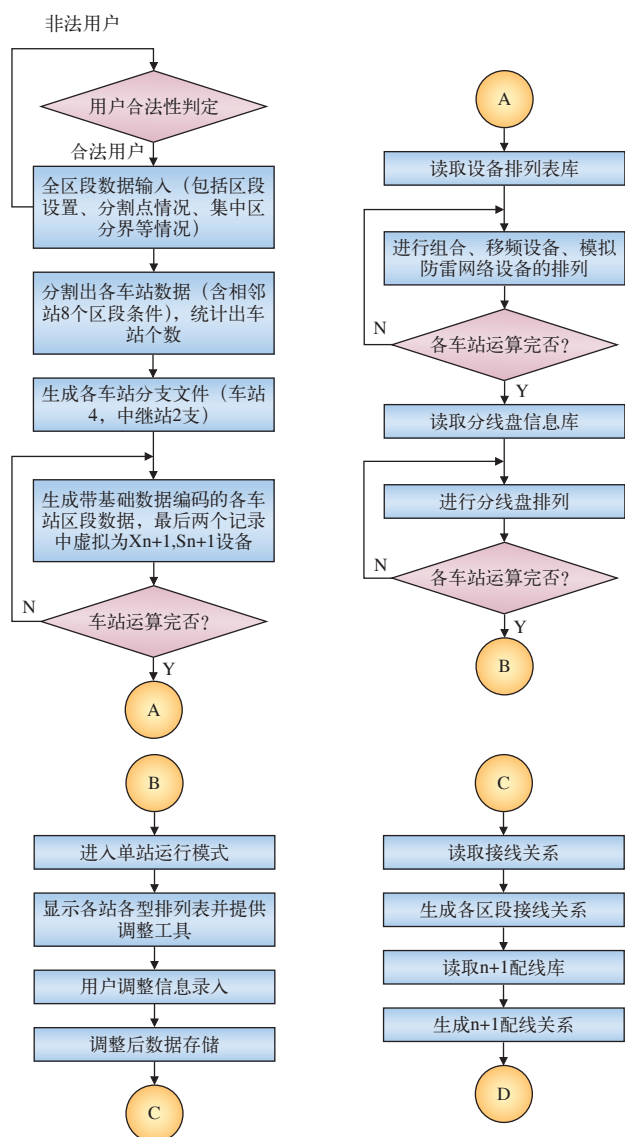 非法用户
用户合法性判定
合法用户
全区段数据输入（包括区段
设置、分割点情况、集中区
分界等情况）
分割出各车站数据（含相邻
站8个区段条件），统计出车
站个数
生成各车站分支文件（车站
4，中继站2支）
生成带基础数据编码的各车
站区段数据，最后两个记录
中虚拟为Xn+1,Sn+1设备
N
车站运算完否？
Y
A
A
读取设备排列表库
进行组合、移频设备、模拟
防雷网络设备的排列
N
各车站运算完否？
Y
读取分线盘信息库
进行分线盘排列
N
各车站运算完否？
Y
B
B
进入单站运行模式
显示各站各型排列表并提供
调整工具
用户调整信息录入
调整后数据存储
C
C
读取接线关系
生成各区段接线关系
读取n+1配线库
生成n+1配线关系
D